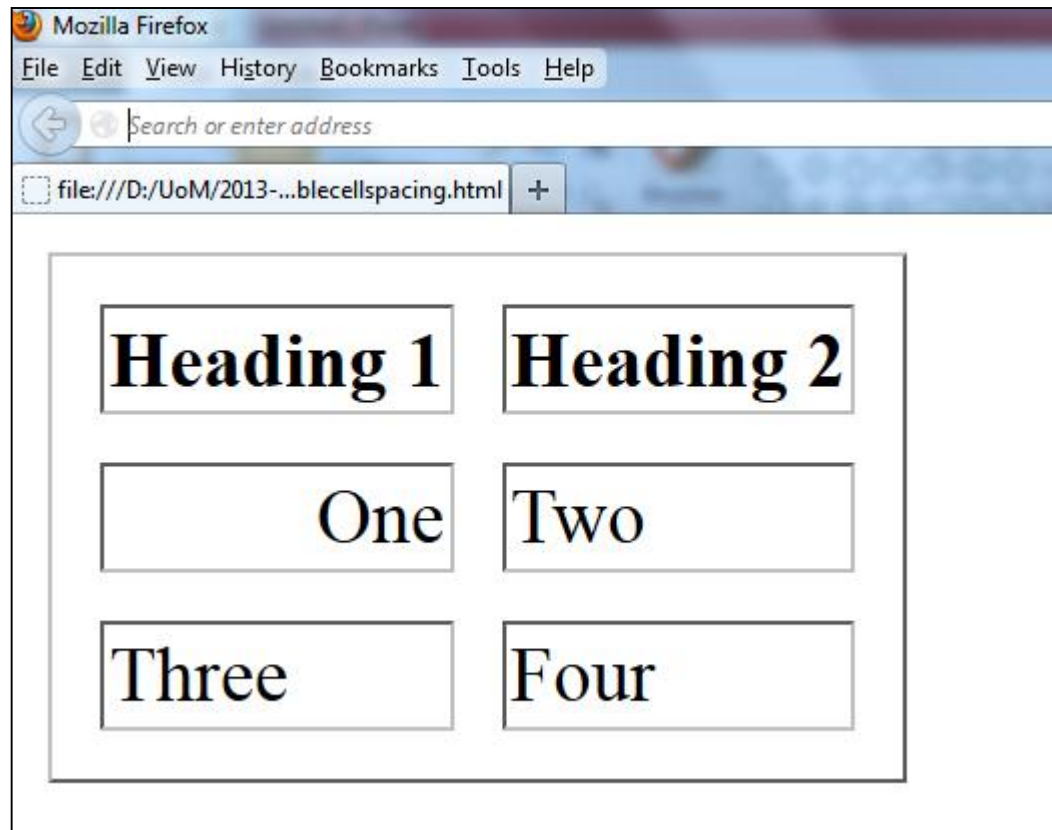 Mozilla Firefox
File Edit View History Bookmarks Tools Help
Search or enter address
file:///D:/UoM/2013-...blecellspacing.html +
Heading 1 Heading 2
One Two
Three Four